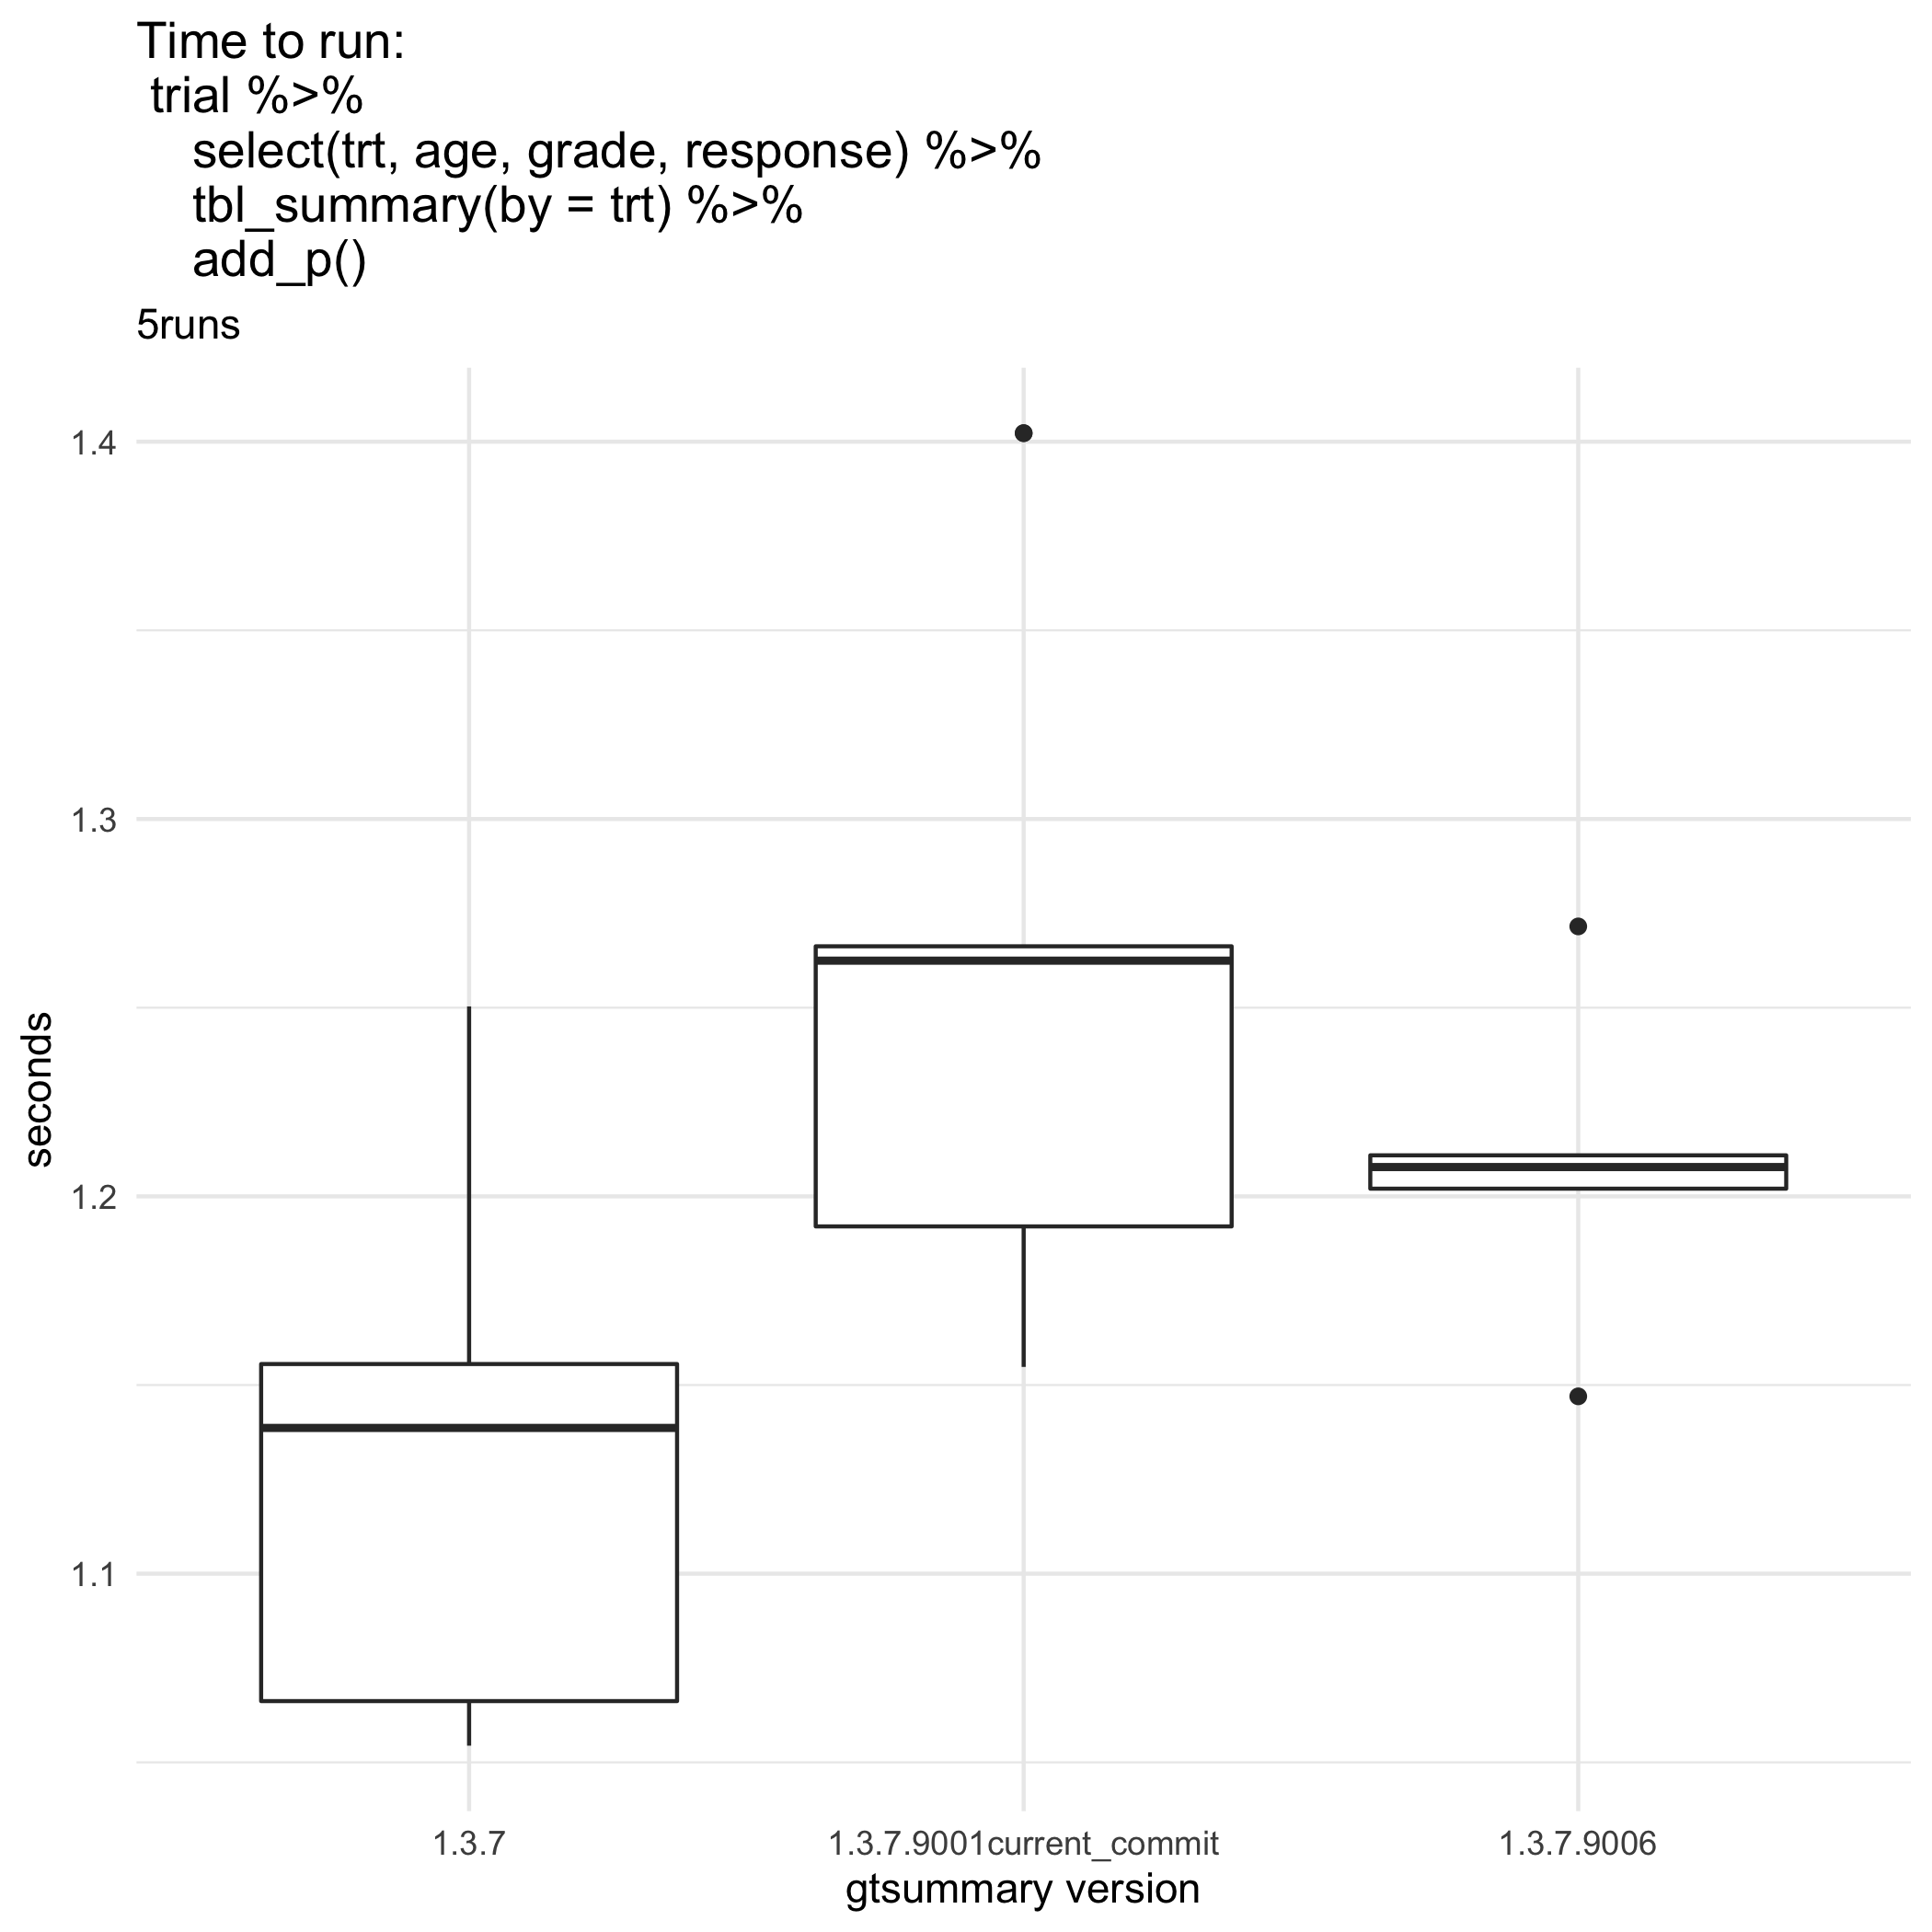 Time to run:
trial %>%
select(trt, age, grade, response) %>%
tbl_summary(by = trt) %>%
add_p()
5runs
1.4
1.3
1.2
1.1
seconds
1.3.7
1.3.7.9001current_commit
1.3.7.9006
gtsummary version